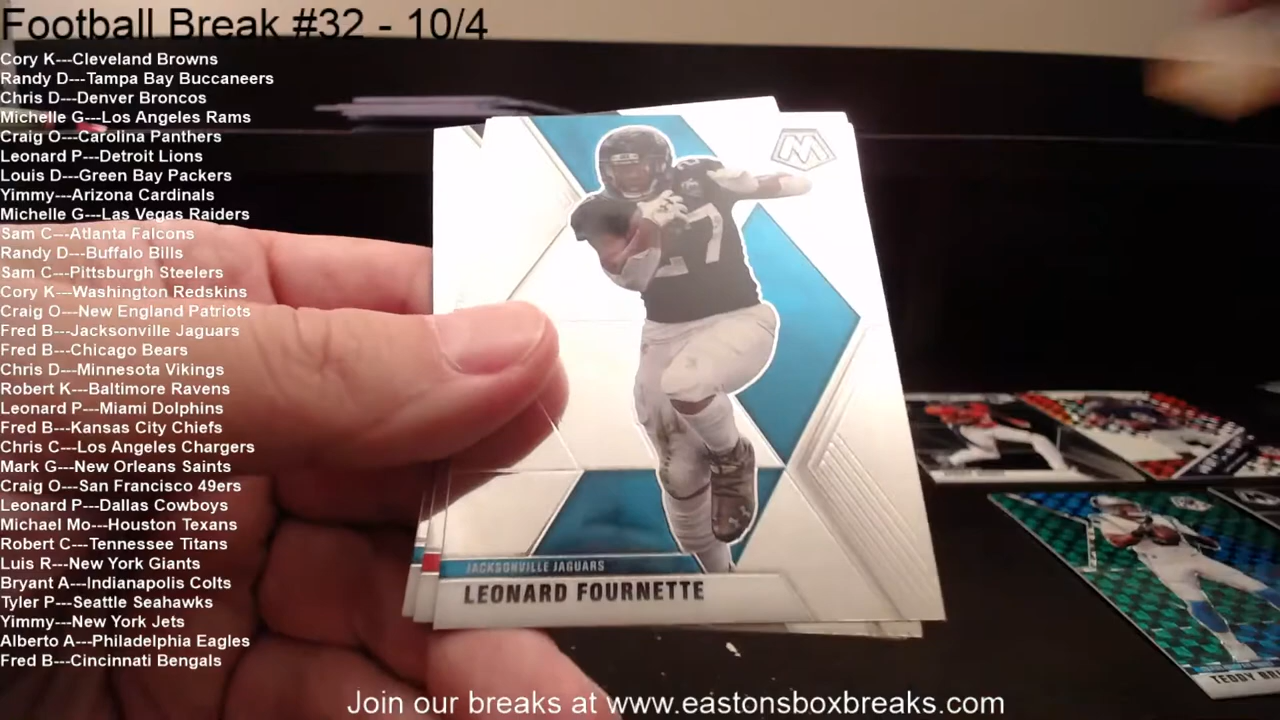 Football Break #32 - 10/4
Cory K---Cleveland Browns
Randy D---Tampa Bay Buccaneers
Chris D---Denver Broncos
Michelle G---Los Angeles Rams
Craig O---Carolina Panthers
Leonard P---Detroit Lions
Louis D---Green Bay Packers
Yimmy---Arizona Cardinals
Michelle G---Las Vegas Raiders
Sam C---Atlanta Falcons
Randy D---Buffalo Bills
Sam C---Pittsburgh Steelers
Cory K---Washington Redskins
Craig O---New England Patriots
Fred B---Jacksonville Jaguars
Fred B---Chicago Bears
Chris D---Minnesota Vikings
Robert K---Baltimore Ravens
Leonard P---Miami Dolphins
Fred B---Kansas City Chiefs
Chris C---Los Angeles Chargers
Mark G---New Orleans Saints
Craig O---San Francisco 49ers
Leonard P---Dallas Cowboys
Michael Mo---Houston Texans
Robert C---Tennessee Titans
Luis R---New York Giants
Bryant A---Indianapolis Colts
Tyler P---Seattle Seahawks
Yimmy---New York Jets
Alberto A---Philadelphia Eagles
Fred B---Cincinnati Bengals
M
27
JACKSONVILLE JAGUARS
LEONARD FOURNETTE
TEDDY
Join our breaks at www.eastonsboxbreaks.com